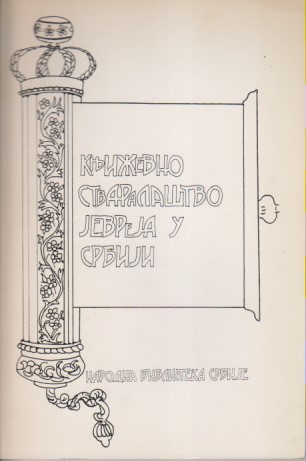 КЊИЖЕВНО
СТВАРАЛАШТВО
ЈЕВРЕЈА У
СРБИЈИ
НАРОДНА БИБЛИОТЕКА СРБИЈЕ